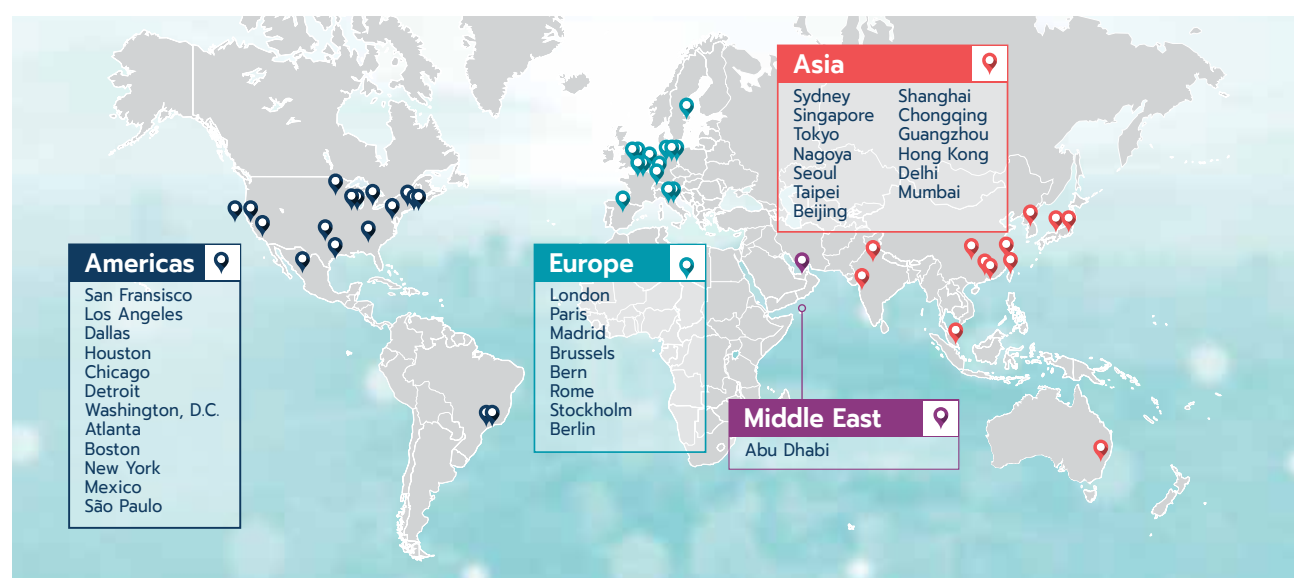 Americas
San Fransisco
Los Angeles
Dallas
Houston
Chicago
Detroit
Washington, D.C.
Atlanta
Boston
New York
Mexico
São Paulo
Europe
London
Paris
Madrid
Brussels
Bern
Rome
Stockholm
Berlin
Asia
Sydney
Singapore
Tokyo
Nagoya
Seoul
Taipei
Beijing
Shanghai
Chongqing
Guangzhou
Hong Kong
Delhi
Mumbai
Middle East
Abu Dhabi